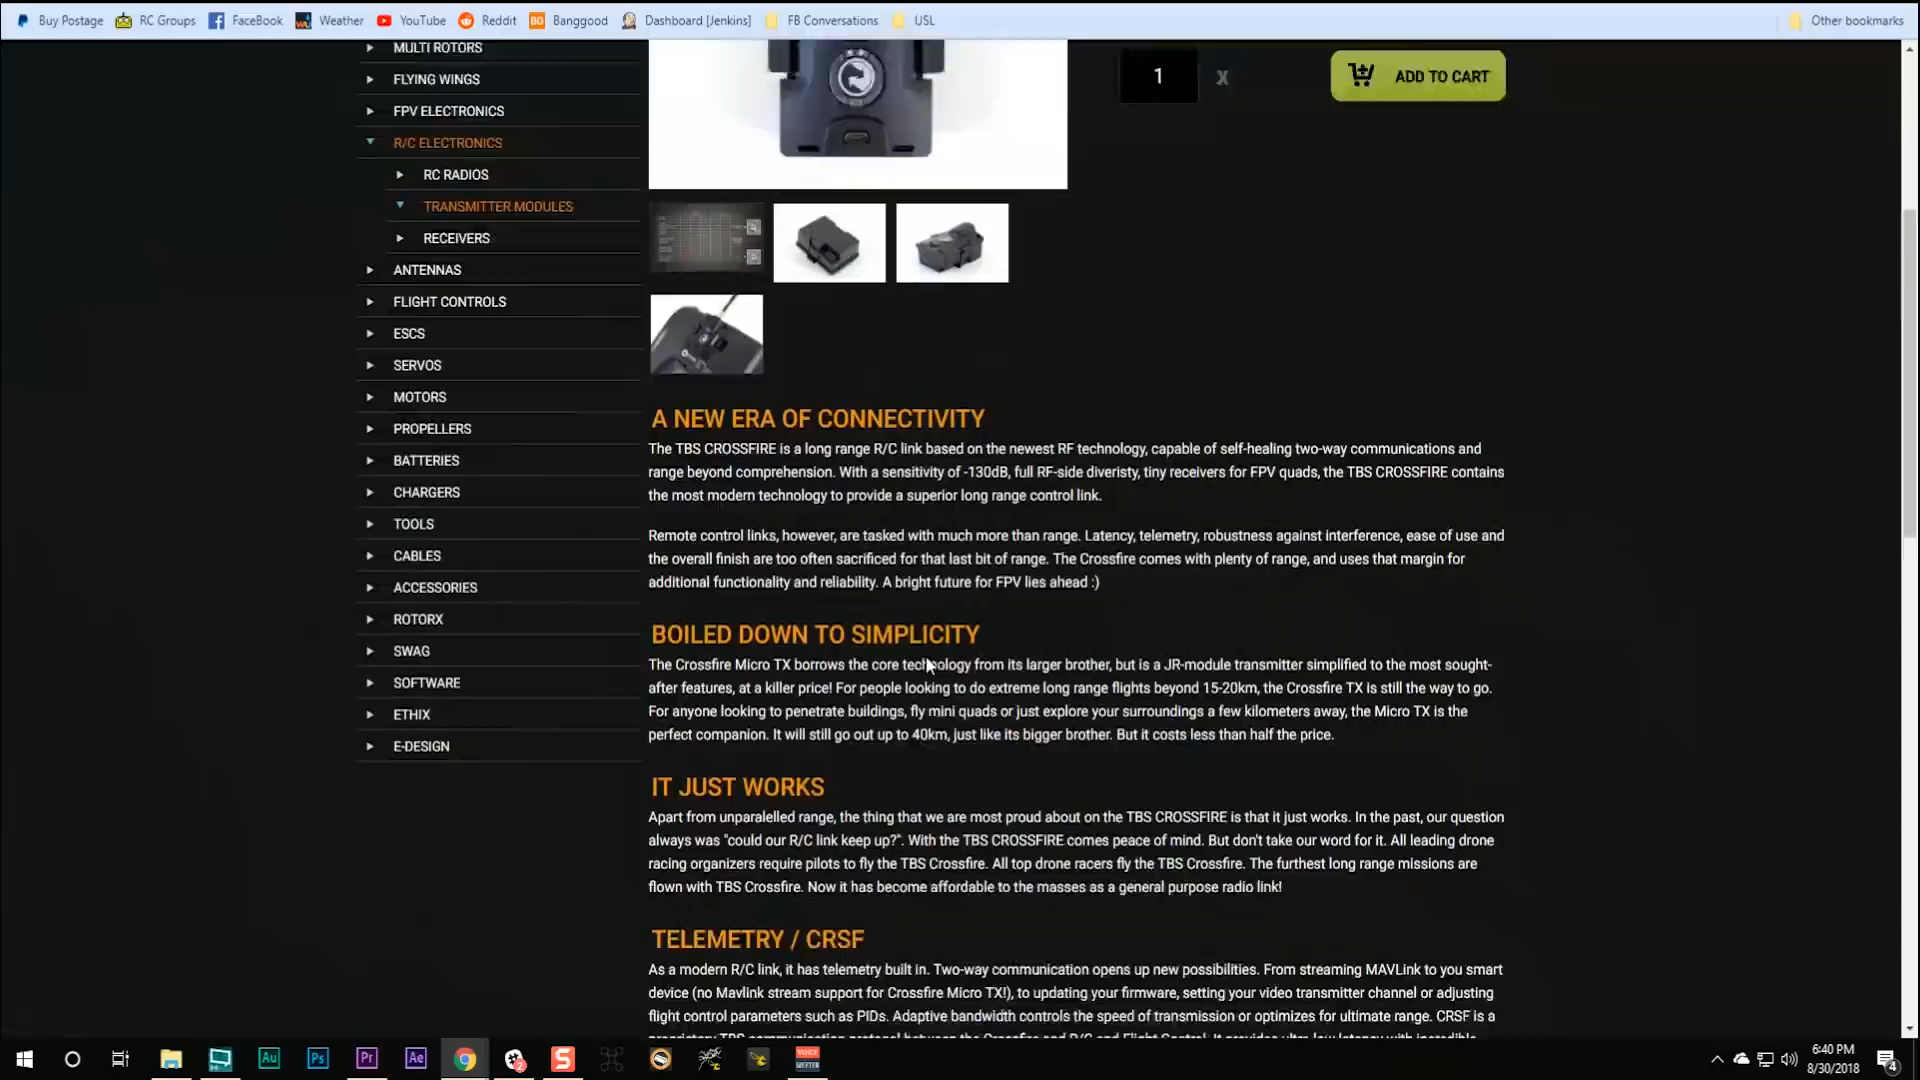 Buy Postage RC Groups FaceBook Weather YouTube Reddit BG Banggood Dashboard [Jenkins] FB Conversations USL Other bookmarks
MULTI ROTORS
FLYING WINGS
FPV ELECTRONICS
R/C ELECTRONICS
RC RADIOS
TRANSMITTER MODULES
RECEIVERS
ANTENNAS
FLIGHT CONTROLS
ESCS
SERVOS
MOTORS
PROPELLERS
BATTERIES
CHARGERS
TOOLS
CABLES
ACCESSORIES
ROTORX
SWAG
SOFTWARE
ETHIX
E-DESIGN
1 X ADD TO CART
A NEW ERA OF CONNECTIVITY
The TBS CROSSFIRE is a long range R/C link based on the newest RF technology, capable of self-healing two-way communications and
range beyond comprehension. With a sensitivity of -130dB, full RF-side diveristy, tiny receivers for FPV quads, the TBS CROSSFIRE contains
the most modern technology to provide a superior long range control link.
Remote control links, however, are tasked with much more than range. Latency, telemetry, robustness against interference, ease of use and
the overall finish are too often sacrificed for that last bit of range. The Crossfire comes with plenty of range, and uses that margin for
additional functionality and reliability. A bright future for FPV lies ahead :)
BOILED DOWN TO SIMPLICITY
The Crossfire Micro TX borrows the core technology from its larger brother, but is a JR-module transmitter simplified to the most sought-
after features, at a killer price! For people looking to do extreme long range flights beyond 15-20km, the Crossfire TX is still the way to go.
For anyone looking to penetrate buildings, fly mini quads or just explore your surroundings a few kilometers away, the Micro TX is the
perfect companion. It will still go out up to 40km, just like its bigger brother. But it costs less than half the price.
IT JUST WORKS
Apart from unparalelled range, the thing that we are most proud about on the TBS CROSSFIRE is that it just works. In the past, our question
always was "could our R/C link keep up?". With the TBS CROSSFIRE comes peace of mind. But don't take our word for it. All leading drone
racing organizers require pilots to fly the TBS Crossfire. All top drone racers fly the TBS Crossfire. The furthest long range missions are
flown with TBS Crossfire. Now it has become affordable to the masses as a general purpose radio link!
TELEMETRY / CRSF
As a modern R/C link, it has telemetry built in. Two-way communication opens up new possibilities. From streaming MAVLink to you smart
device (no Mavlink stream support for Crossfire Micro TX!), to updating your firmware, setting your video transmitter channel or adjusting
flight control parameters such as PIDs. Adaptive bandwidth controls the speed of transmission or optimizes for ultimate range. CRSF is a
Au Ps Pr Ae 2 S VOICE
6:40 PM
8/30/2018
4